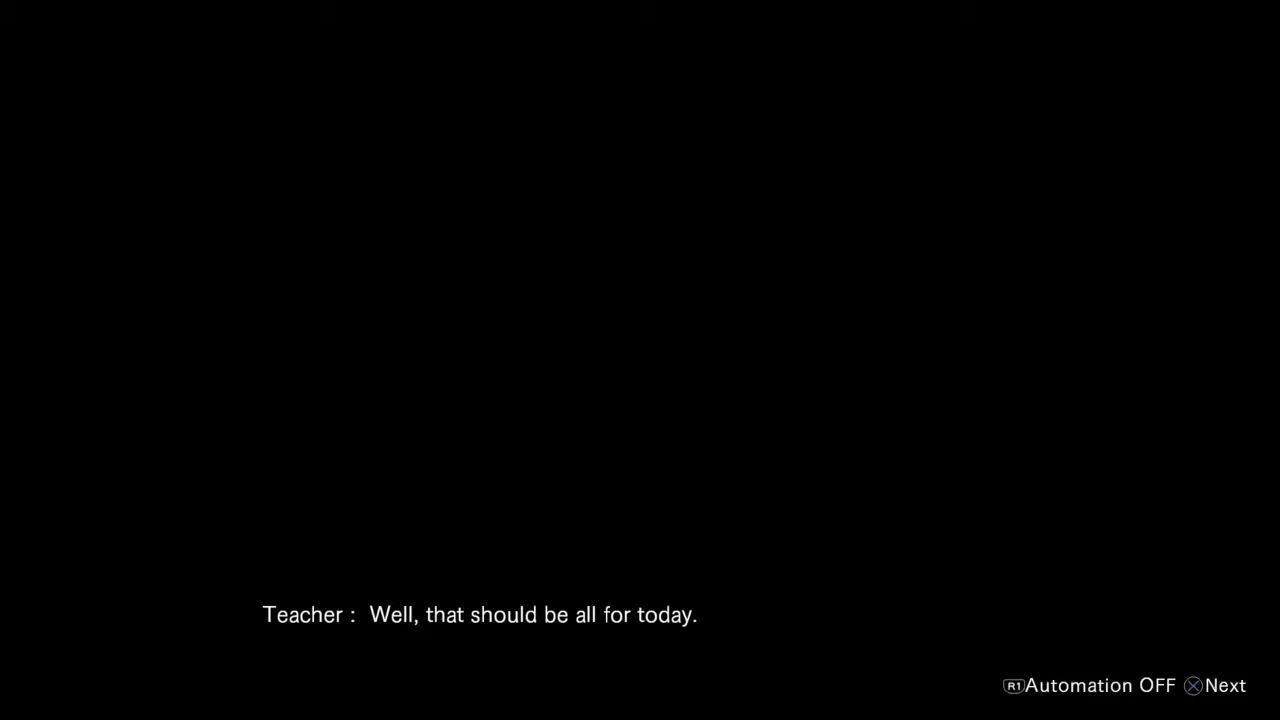 Teacher :  Well, that should be all for today.
R1 Automation OFF Next